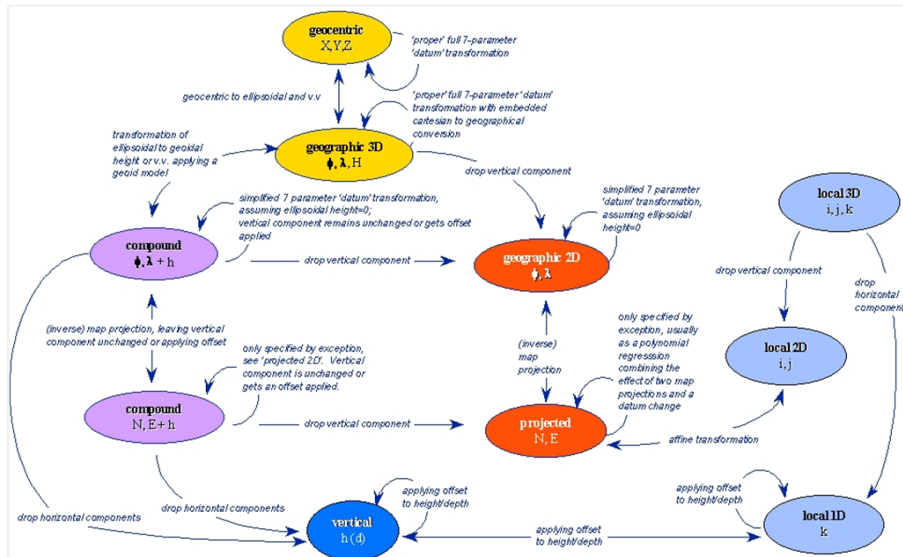 geocentric
X, Y, Z
'proper' full 7-parameter
'datum' transformation
geocentric to ellipsoidal and v.v
'proper' full 7-parameter 'datum'
transformation with embedded
cartesian to geographical
conversion
transformation of
ellipsoidal to geoidal
height or v.v. applying a
geoid model
geographic 3D
ϕ, λ, H
drop vertical component
simplified 7 parameter 'datum' transformation,
assuming ellipsoidal height=0;
vertical component remains unchanged or gets offset
applied
simplified 7 parameter
'datum' transformation,
assuming ellipsoidal
height=0
local 3D
i, j, k
compound
ϕ, λ + h
drop vertical component
geographic 2D
ϕ, λ
drop vertical component
drop
horizontal
component
(inverse) map projection, leaving vertical
component unchanged or applying offset
only specified by exception,
see 'projected 2D'. Vertical
component is unchanged or
gets an offset applied.
(inverse)
map
projection
only specified by
exception, usually
as a polynomial
regresssion
combining the
effect of two map
projections and a
datum change
local 2D
i, j
compound
N, E + h
drop vertical component
projected
N, E
affine transformation
drop horizontal components
drop horizontal components
applying offset
to height/depth
vertical
h (d)
applying offset
to height/depth
applying offset
to height/depth
local 1D
k